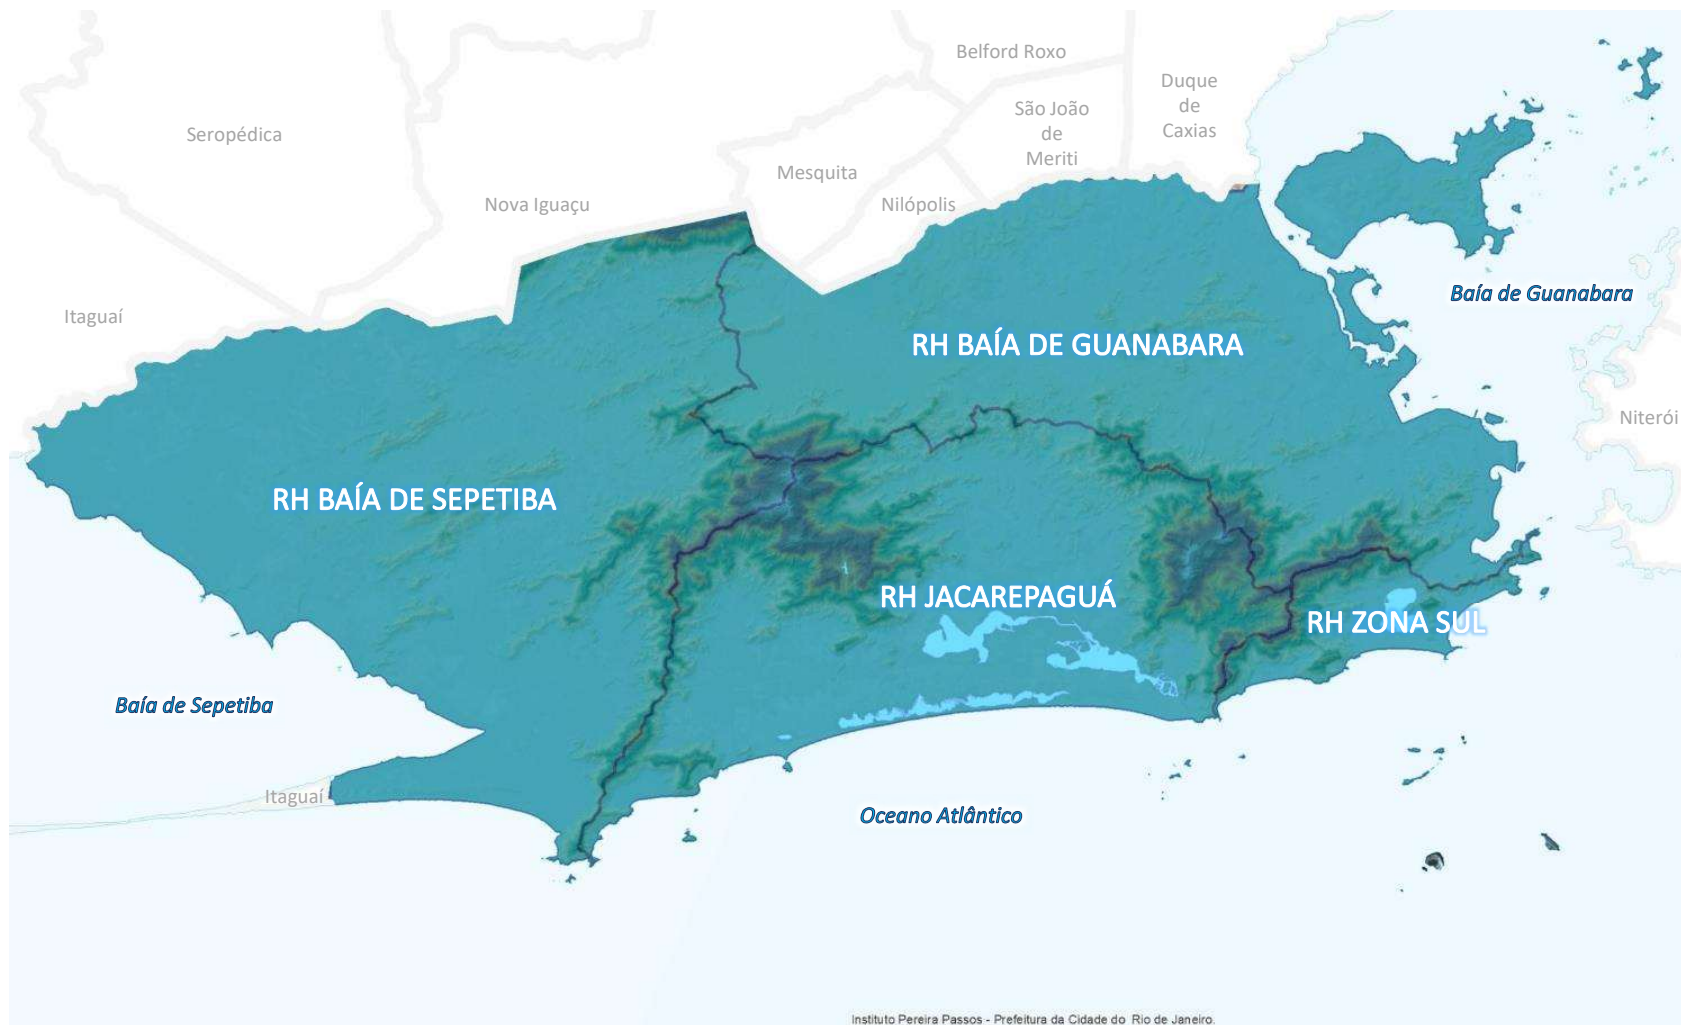 Belford Roxo
Duque
de
Caxias
São João
de
Meriti
Seropédica
Mesquita
Nilópolis
Nova Iguaçu
Baía de Guanabara
Itaguaí
RH BAÍA DE GUANABARA
Niterói
RH BAÍA DE SEPETIBA
RH JACAREPAGUÁ
RH ZONA SUL
Baía de Sepetiba
Itaguaí
Oceano Atlântico
Instituto Pereira Passos - Prefeitura da Cidade do Rio de Janeiro.